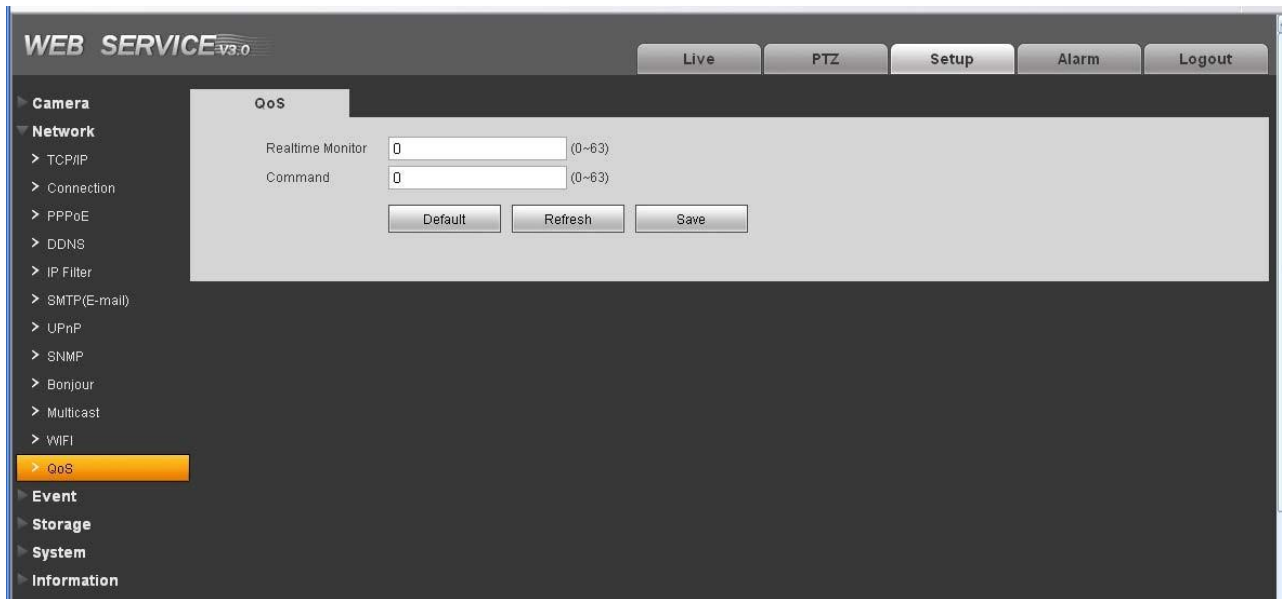 WEB SERVICE V3.0
Live PTZ Setup Alarm Logout
Camera
Network
> TCP/IP
> Connection
> PPPoE
> DDNS
> IP Filter
> SMTP(E-mail)
> UPnP
> SNMP
> Bonjour
> Multicast
> WIFI
> QoS
Event
Storage
System
Information
QoS
Realtime Monitor 0 (0~63)
Command 0 (0~63)
Default Refresh Save